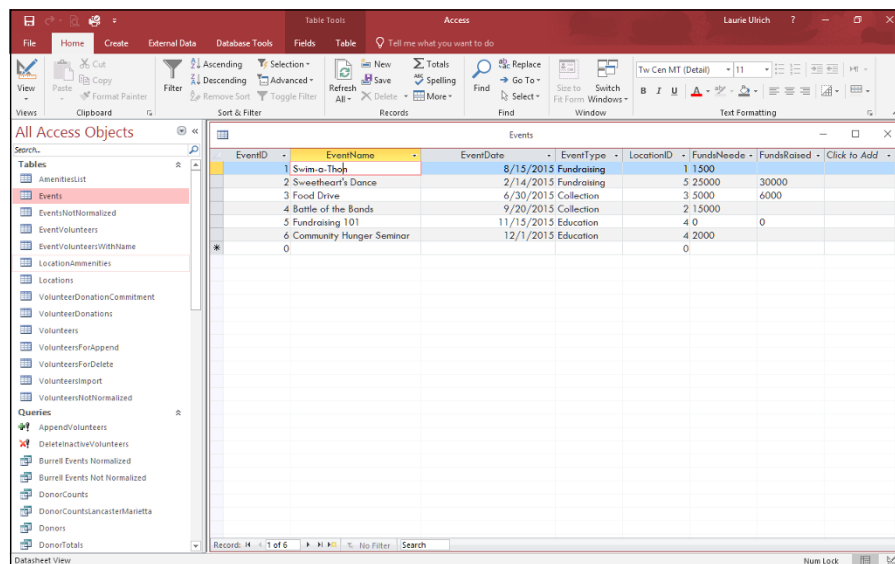 Table Tools Access Laurie Ulrich ?
File Home Create External Data Database Tools Fields Table Tell me what you want to do
View Paste Cut Copy Format Painter Filter Ascending Descending Remove Sort Selection Advanced Toggle Filter Refresh All New Save Delete Totals Spelling More Find Replace Go To Select Size to Fit Form Switch Windows Tw Cen MT (Detail) 11
B I U A
Views Clipboard Sort & Filter Records Find Window Text Formatting
All Access Objects
Search...
Tables
AmenitiesList
Events
EventsNotNormalized
EventVolunteers
EventVolunteersWithName
LocationAmmenities
Locations
VolunteerDonationCommitment
VolunteerDonations
Volunteers
VolunteersForAppend
VolunteersForDelete
VolunteersImport
VolunteersNotNormalized
Queries
AppendVolunteers
DeleteInactiveVolunteers
Burrell Events Normalized
Burrell Events Not Normalized
DonorCounts
DonorCountsLancasterMarietta
Donors
DonorTotals
Events
EventID EventName EventDate EventType LocationID FundsNeede FundsRaised Click to Add
1 Swim-a-Thon 8/15/2015 Fundraising 1 1500
2 Sweetheart's Dance 2/14/2015 Fundraising 5 25000 30000
3 Food Drive 6/30/2015 Collection 3 5000 6000
4 Battle of the Bands 9/20/2015 Collection 2 15000
5 Fundraising 101 11/15/2015 Education 4 0 0
6 Community Hunger Seminar 12/1/2015 Education 4 2000
* 0 0
Record: 1 of 6 No Filter Search
Datasheet View Num Lock